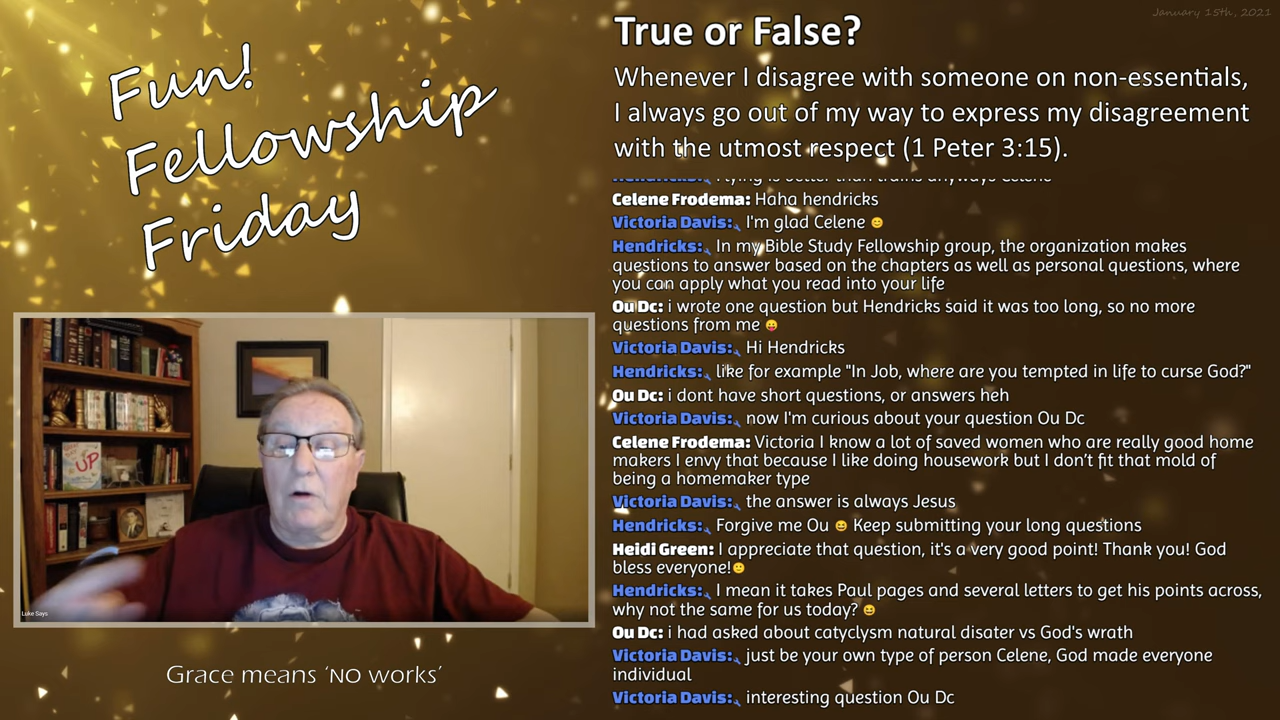 January 15th, 2021
Fun!
Fellowship
Friday
True or False?
Whenever I disagree with someone on non-essentials,
I always go out of my way to express my disagreement
with the utmost respect (1 Peter 3:15).
Hendricks: Flying is better than trains anyways Celene
Celene Frodema: Haha hendricks
Victoria Davis: I'm glad Celene 😊
Hendricks: In my Bible Study Fellowship group, the organization makes
questions to answer based on the chapters as well as personal questions, where
you can apply what you read into your life
Ou Dc: i wrote one question but Hendricks said it was too long, so no more
questions from me 😛
Victoria Davis: Hi Hendricks
Hendricks: like for example "In Job, where are you tempted in life to curse God?"
Ou Dc: i dont have short questions, or answers heh
Victoria Davis: now I'm curious about your question Ou Dc
Celene Frodema: Victoria I know a lot of saved women who are really good home
makers I envy that because I like doing housework but I don't fit that mold of
being a homemaker type
Victoria Davis: the answer is always Jesus
Hendricks: Forgive me Ou 😄 Keep submitting your long questions
Heidi Green: I appreciate that question, it's a very good point! Thank you! God
bless everyone!🙂
Hendricks: I mean it takes Paul pages and several letters to get his points across,
why not the same for us today? 😄
Ou Dc: i had asked about catyclysm natural disater vs God's wrath
Victoria Davis: just be your own type of person Celene, God made everyone
individual
Victoria Davis: interesting question Ou Dc
UP
Luke Says
Grace means 'NO works'